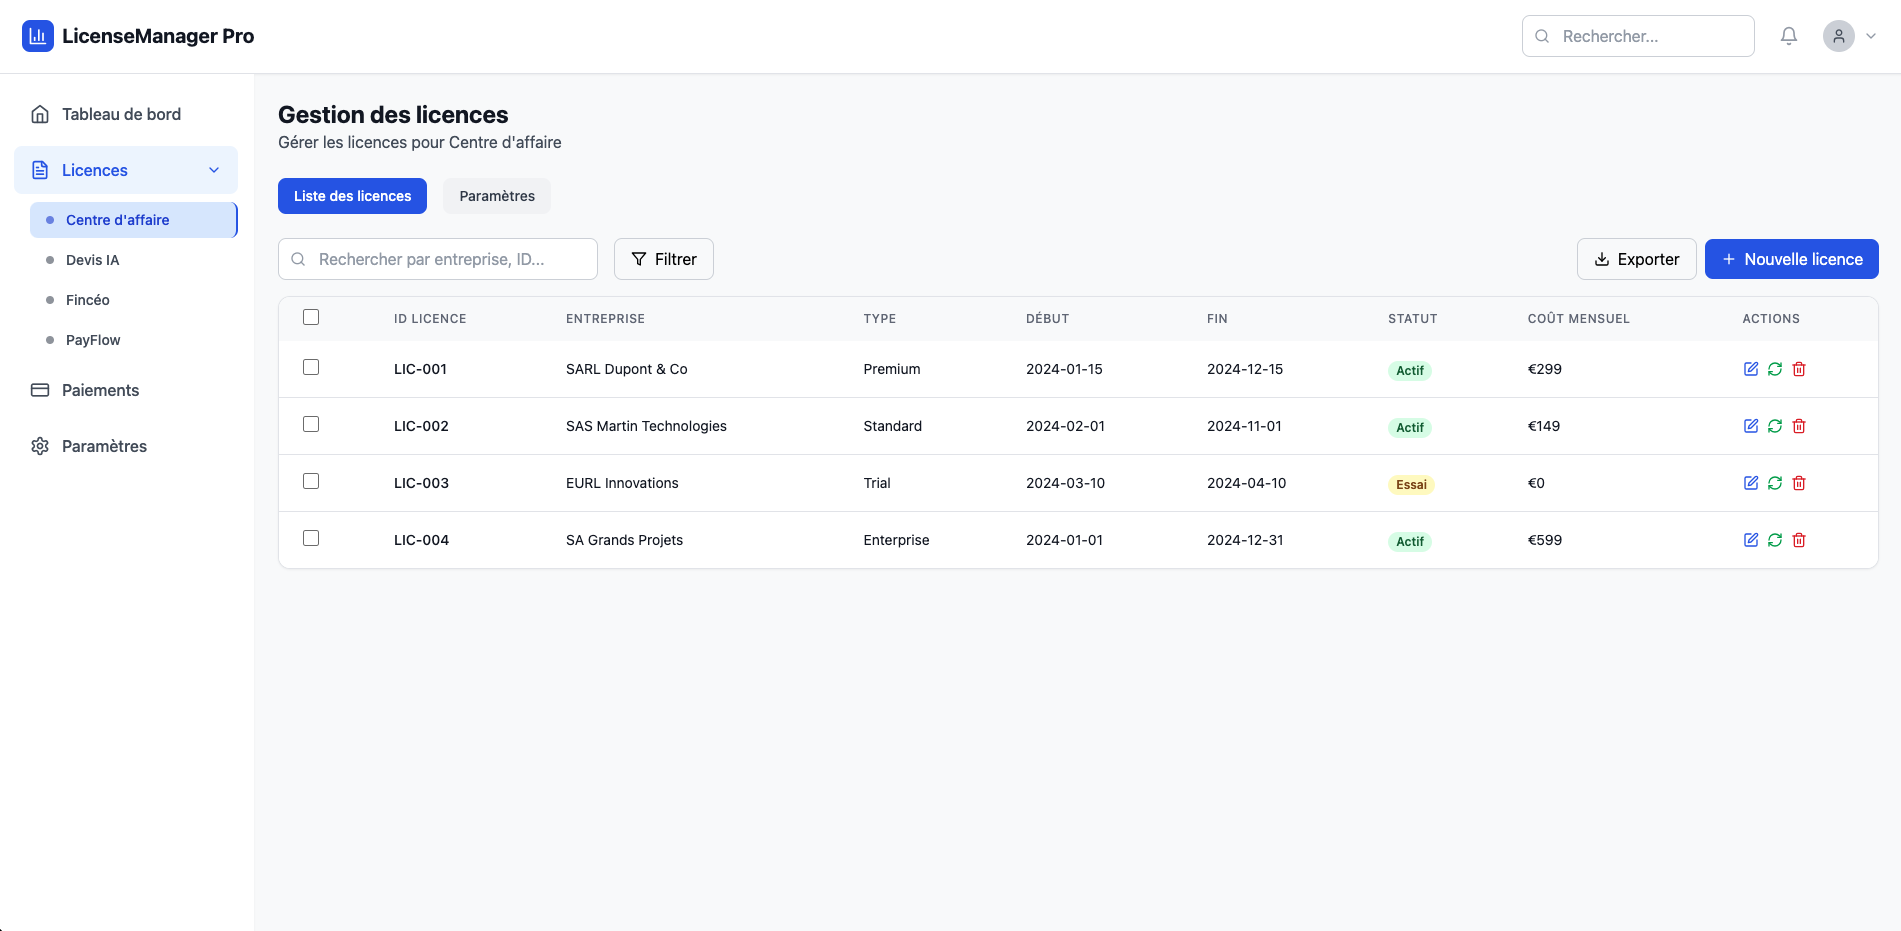 LicenseManager Pro
Rechercher...
Tableau de bord
Licences
Centre d'affaire
Devis IA
Fincéo
PayFlow
Paiements
Paramètres
Gestion des licences
Gérer les licences pour Centre d'affaire
Liste des licences Paramètres
Rechercher par entreprise, ID... Filtrer Exporter + Nouvelle licence
ID LICENCE ENTREPRISE TYPE DÉBUT FIN STATUT COÛT MENSUEL ACTIONS
LIC-001 SARL Dupont & Co Premium 2024-01-15 2024-12-15 Actif €299
LIC-002 SAS Martin Technologies Standard 2024-02-01 2024-11-01 Actif €149
LIC-003 EURL Innovations Trial 2024-03-10 2024-04-10 Essai €0
LIC-004 SA Grands Projets Enterprise 2024-01-01 2024-12-31 Actif €599